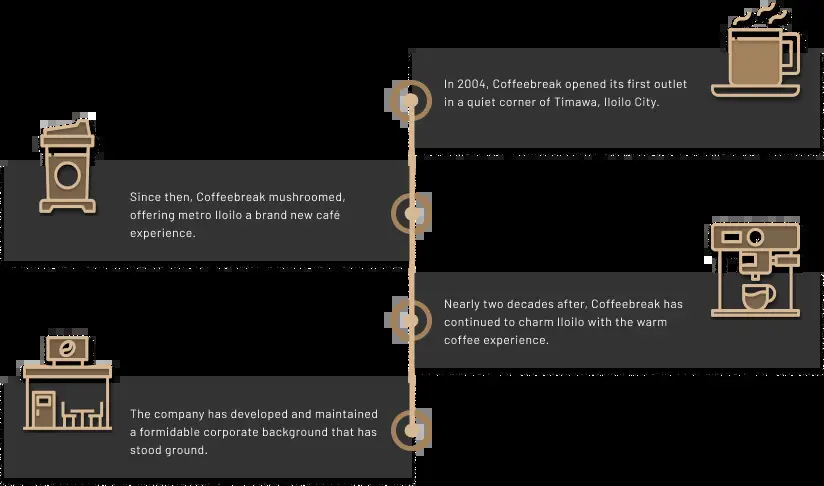 In 2004, Coffeebreak opened its first outlet
in a quiet corner of Timawa, Iloilo City.
Since then, Coffeebreak mushroomed,
offering metro Iloilo a brand new café
experience.
Nearly two decades after, Coffeebreak has
continued to charm Iloilo with the warm
coffee experience.
The company has developed and maintained
a formidable corporate background that has
stood ground.